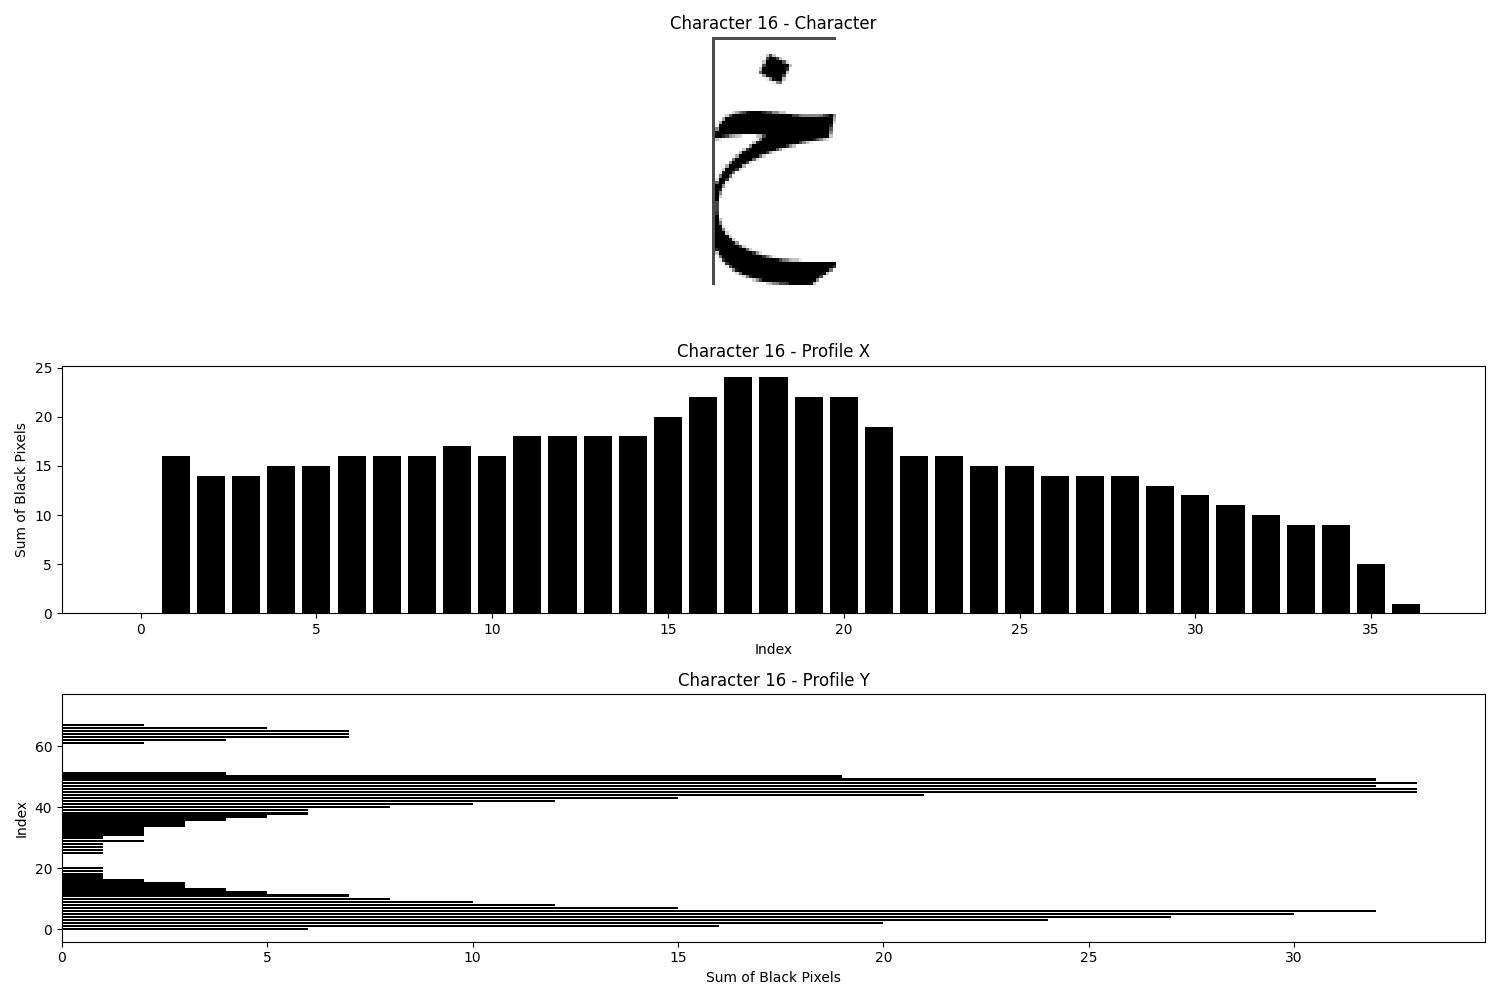 Character 16 - Character
خ
Character 16 - Profile X
25
20
15
10
5
0
Sum of Black Pixels
0 5 10 15 20 25 30 35
Index
Character 16 - Profile Y
60
40
20
0
Index
0 5 10 15 20 25 30
Sum of Black Pixels